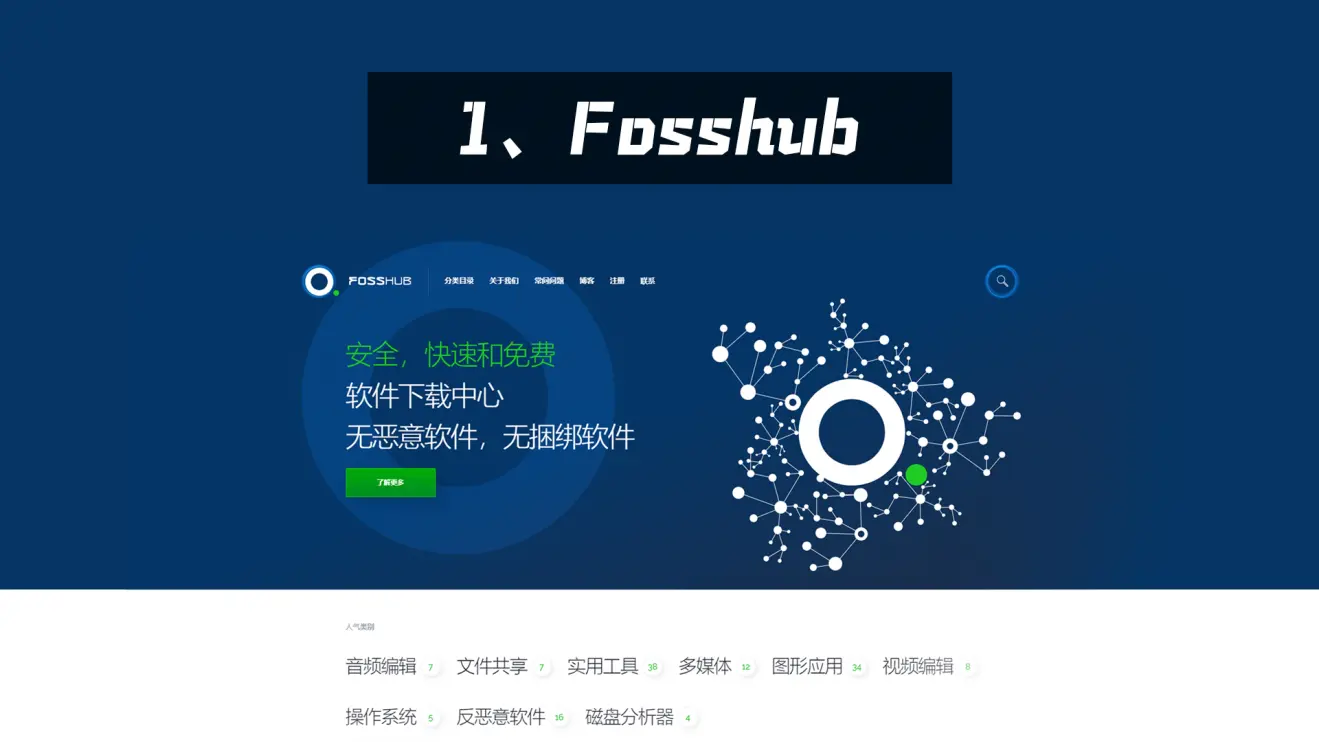 1、Fosshub
FOSSHUB 分类目录 关于我们 常问问题 博客 注册 联系
安全，快速和免费
软件下载中心
无恶意软件，无捆绑软件
了解更多
人气类别
音频编辑 7 文件共享 7 实用工具 38 多媒体 12 图形应用 34 视频编辑 8
操作系统 5 反恶意软件 16 磁盘分析器 4